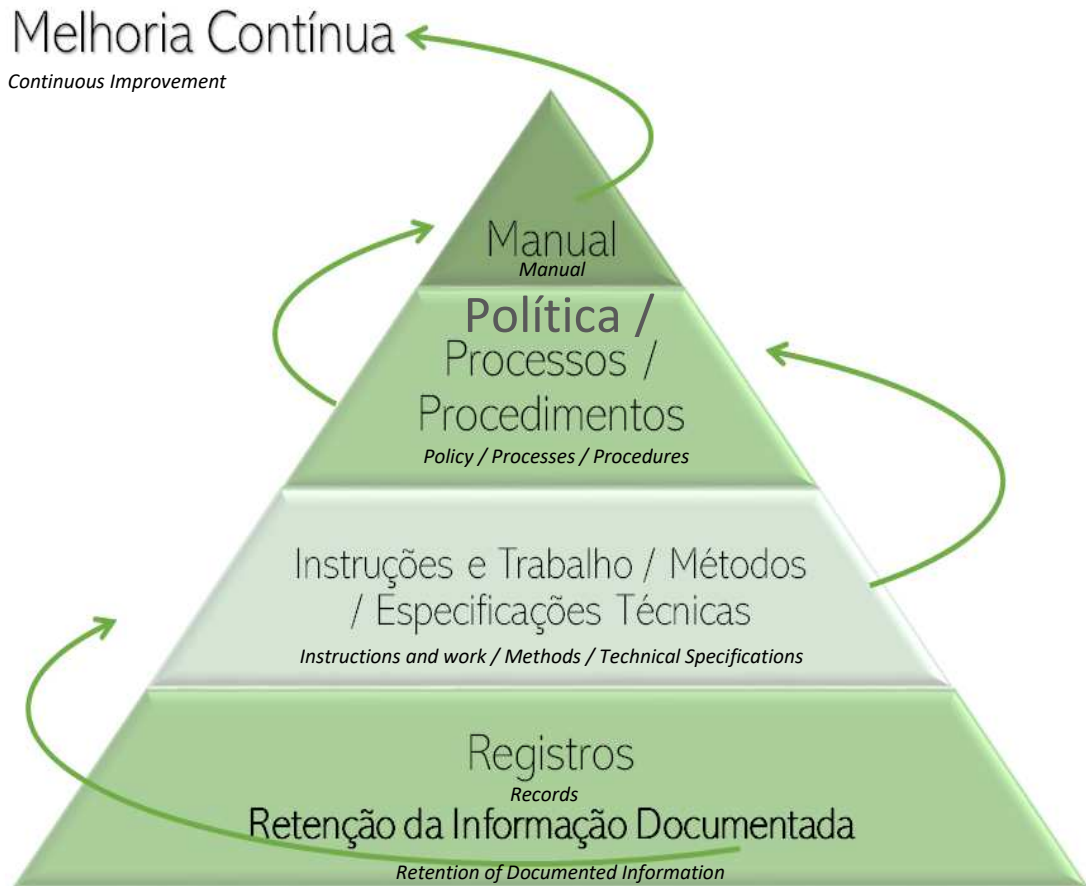 Melhoria Contínua
Continuous Improvement
Manual
Manual
Política /
Processos /
Procedimentos
Policy / Processes / Procedures
Instruções e Trabalho / Métodos
/ Especificações Técnicas
Instructions and work / Methods / Technical Specifications
Registros
Records
Retenção da Informação Documentada
Retention of Documented Information